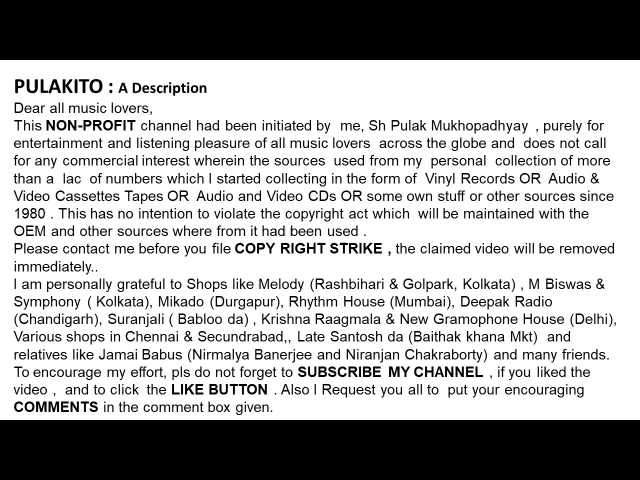 PULAKITO : A Description
Dear all music lovers,
This NON-PROFIT channel had been initiated by me, Sh Pulak Mukhopadhyay , purely for
entertainment and listening pleasure of all music lovers across the globe and does not call
for any commercial interest wherein the sources used from my personal collection of more
than a lac of numbers which I started collecting in the form of Vinyl Records OR Audio &
Video Cassettes Tapes OR Audio and Video CDs OR some own stuff or other sources since
1980 . This has no intention to violate the copyright act which will be maintained with the
OEM and other sources where from it had been used .
Please contact me before you file COPY RIGHT STRIKE , the claimed video will be removed
immediately..
I am personally grateful to Shops like Melody (Rashbihari & Golpark, Kolkata) , M Biswas &
Symphony ( Kolkata), Mikado (Durgapur), Rhythm House (Mumbai), Deepak Radio
(Chandigarh), Suranjali ( Babloo da) , Krishna Raagmala & New Gramophone House (Delhi),
Various shops in Chennai & Secundrabad,, Late Santosh da (Baithak khana Mkt) and
relatives like Jamai Babus (Nirmalya Banerjee and Niranjan Chakraborty) and many friends.
To encourage my effort, pls do not forget to SUBSCRIBE MY CHANNEL , if you liked the
video , and to click the LIKE BUTTON . Also I Request you all to put your encouraging
COMMENTS in the comment box given.